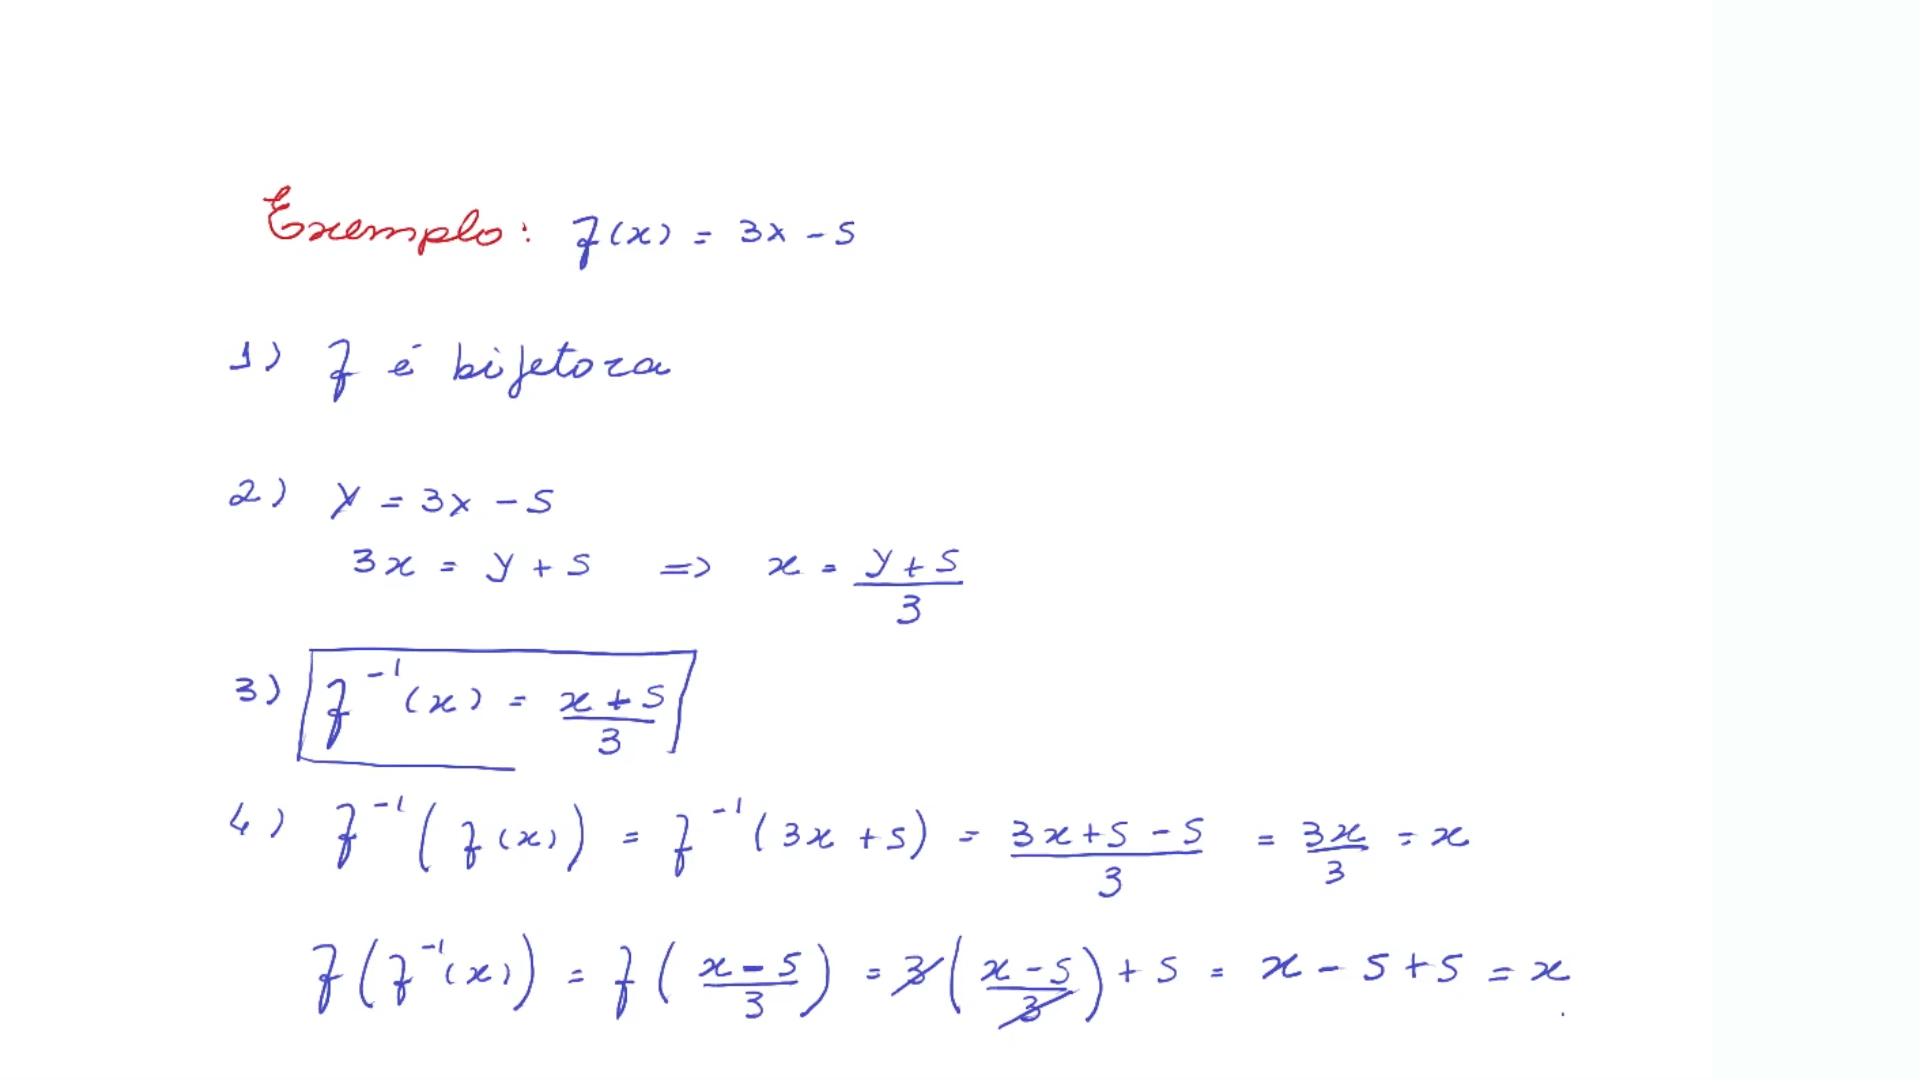 Exemplo: f(x) = 3x - 5
1) f é bijetora
2) y = 3x - 5
3x = y + 5 => x = (y + 5)/3
3) f⁻¹(x) = (x + 5)/3
4) f⁻¹(f(x)) = f⁻¹(3x + 5) = (3x + 5 - 5)/3 = 3x/3 = x
f(f⁻¹(x)) = f((x - 5)/3) = 3((x - 5)/3) + 5 = x - 5 + 5 = x